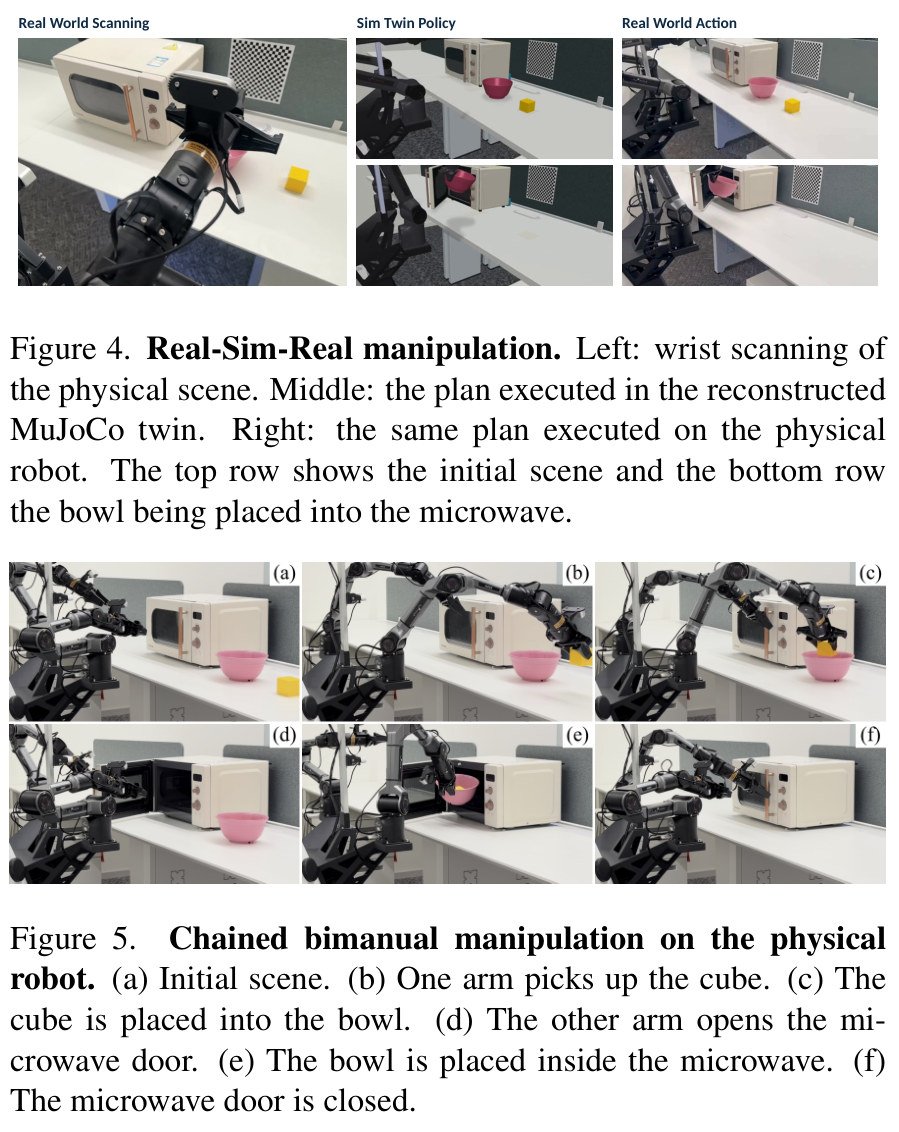 Real World Scanning
Sim Twin Policy
Real World Action
Figure 4. Real-Sim-Real manipulation. Left: wrist scanning of
the physical scene. Middle: the plan executed in the reconstructed
MuJoCo twin. Right: the same plan executed on the physical
robot. The top row shows the initial scene and the bottom row
the bowl being placed into the microwave.
(a)
(b)
(c)
(d)
(e)
(f)
Figure 5. Chained bimanual manipulation on the physical
robot. (a) Initial scene. (b) One arm picks up the cube. (c) The
cube is placed into the bowl. (d) The other arm opens the mi-
crowave door. (e) The bowl is placed inside the microwave. (f)
The microwave door is closed.